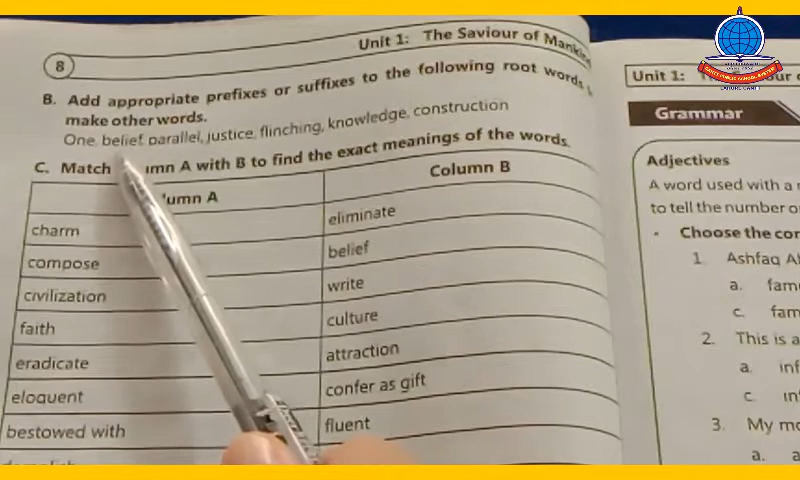 8
Unit 1: The Saviour of Mankind
B. Add appropriate prefixes or suffixes to the following root words
make other words.
One, belief, parallel, justice, flinching, knowledge, construction
C. Match umn A with B to find the exact meanings of the words.
umn A Column B
charm eliminate
compose belief
civilization write
faith culture
eradicate attraction
eloquent confer as gift
bestowed with fluent
Unit 1:
Grammar
Adjectives
A word used with a
to tell the number
Choose the cor
1. Ashfaq A
a. fam
c. fam
2. This is a
a. inf
c. in
3. My mo
a. a